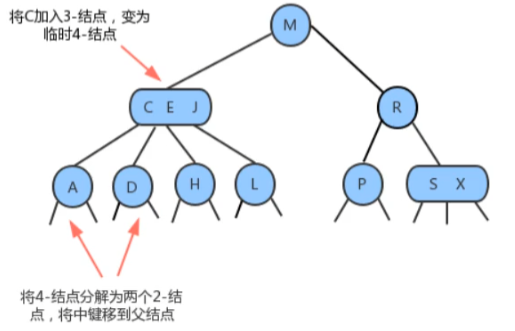 将C加入3-结点，变为
临时4-结点
M
C E J
R
A D H L P S X
将4-结点分解为两个2-结
点，将中键移到父结点